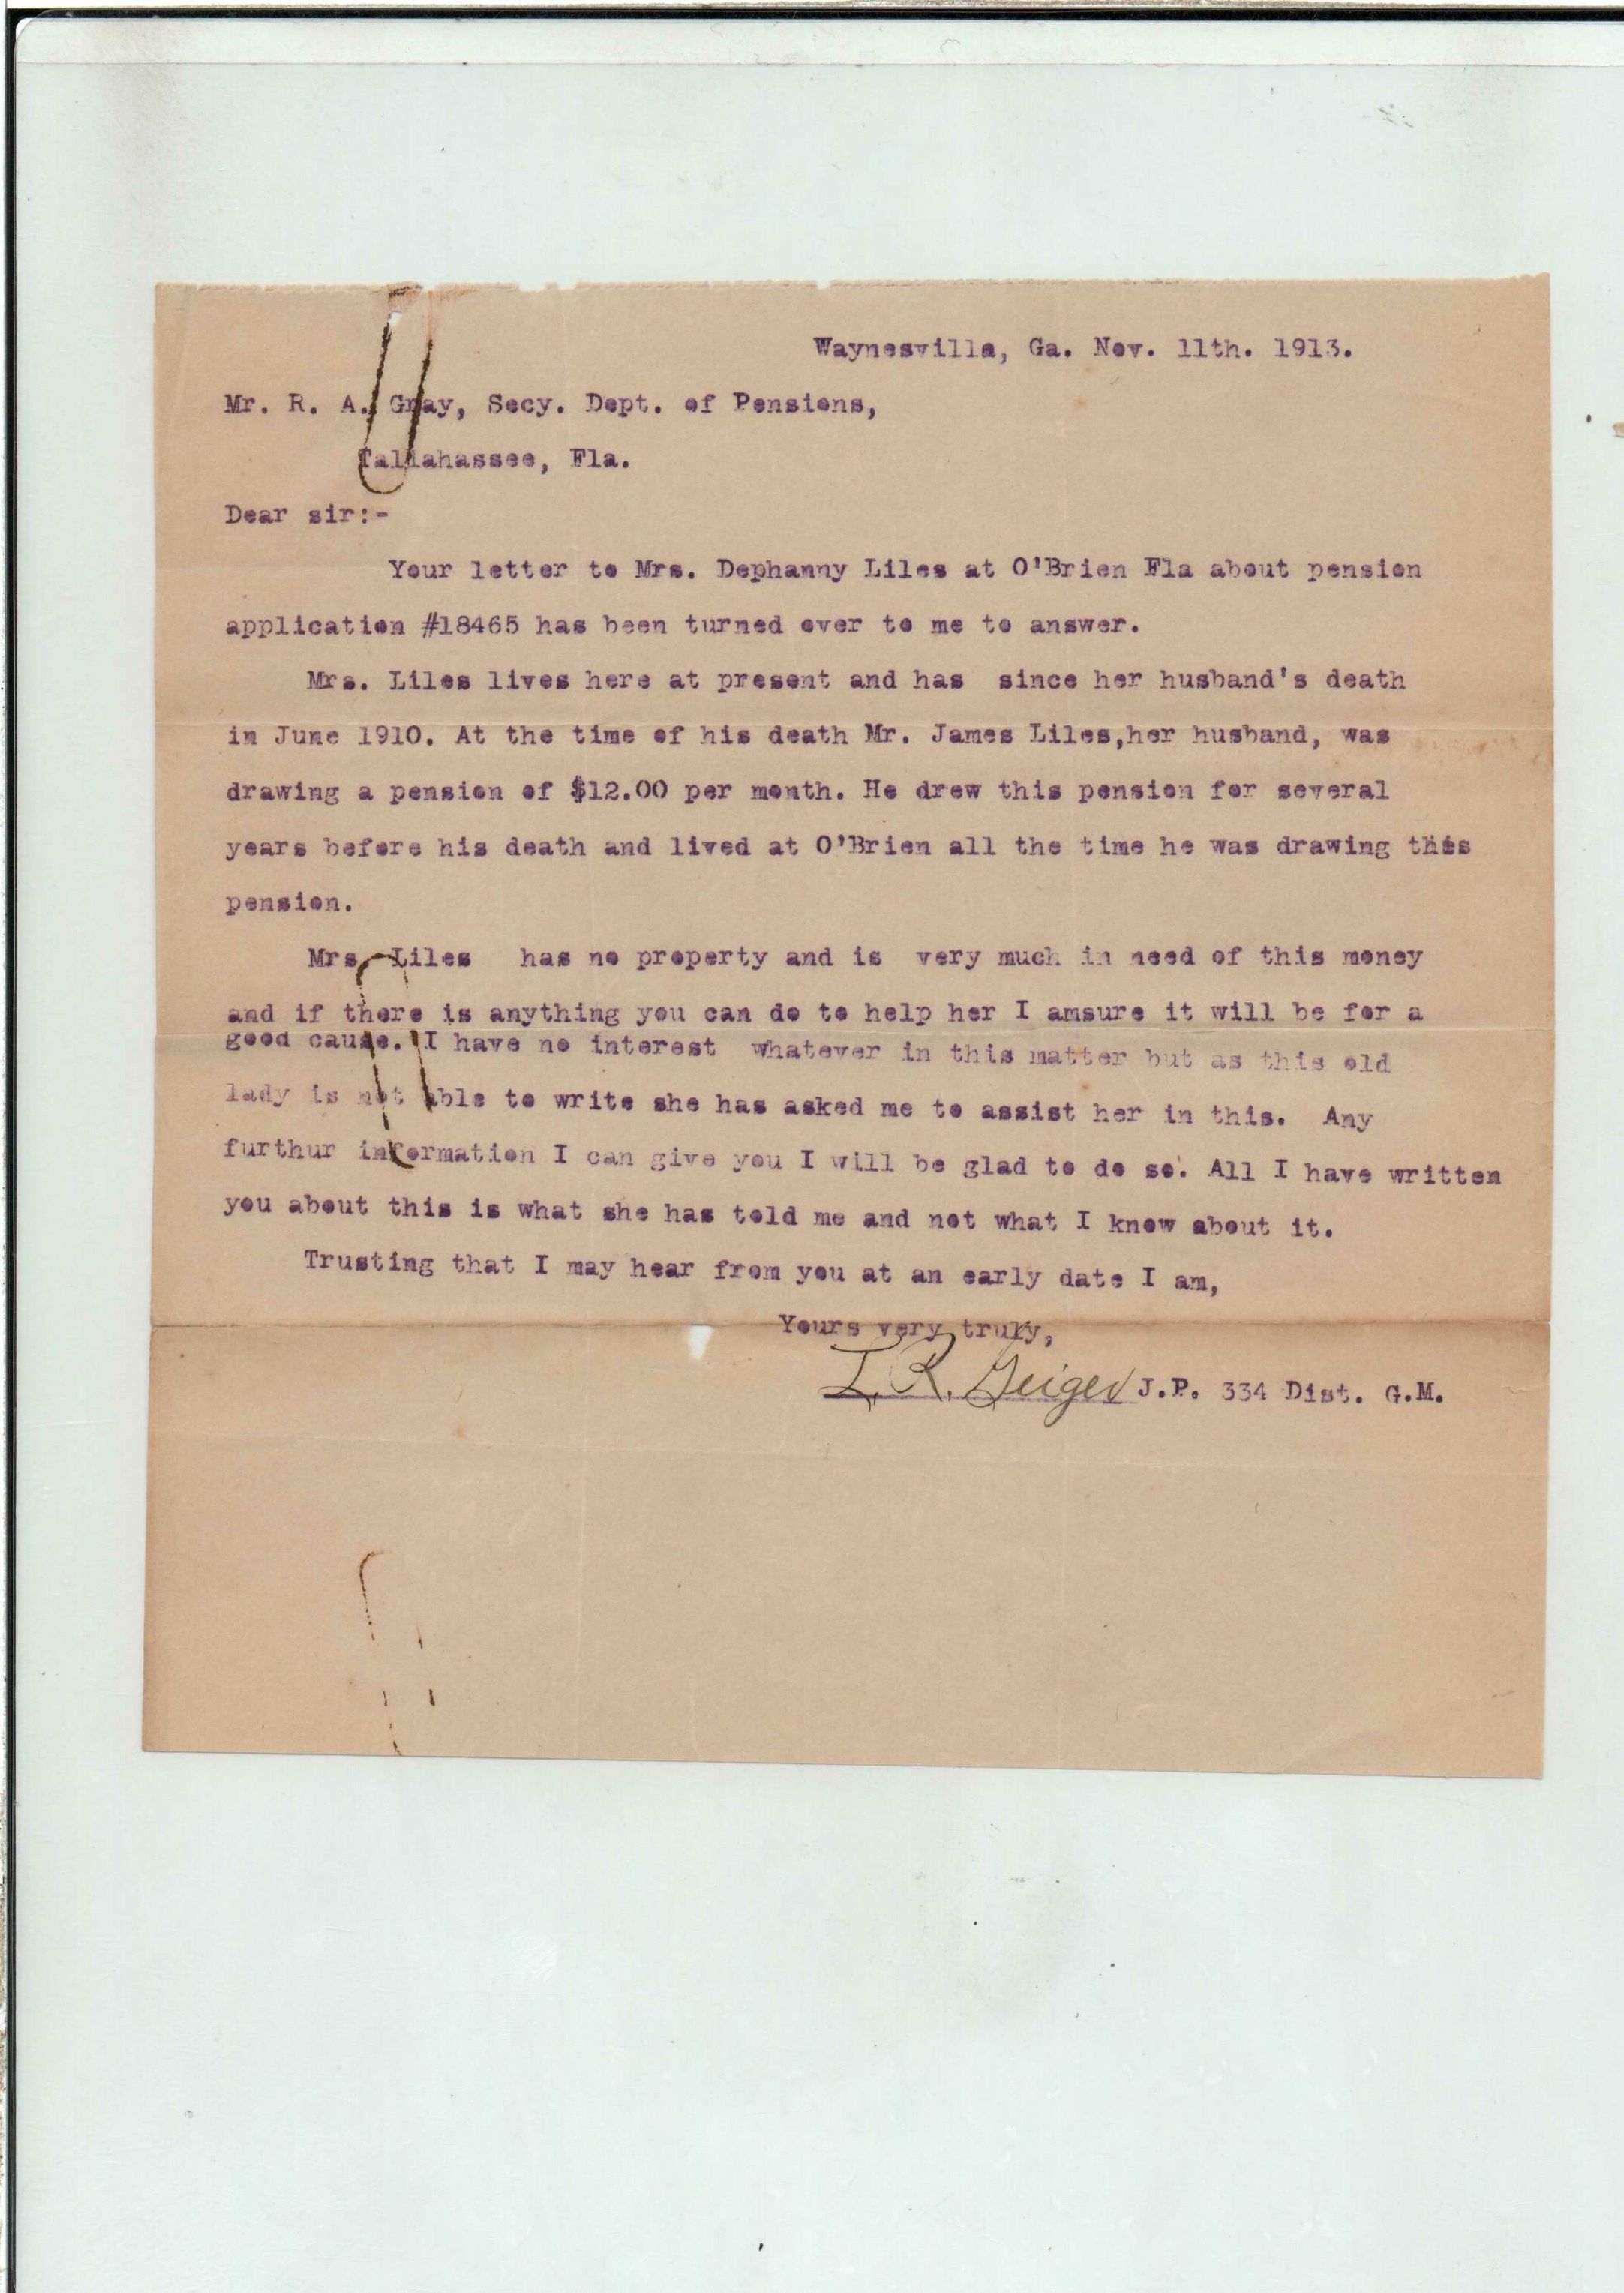 Waynesville, Ga. Nov. 11th. 1913.
Mr. R. A. Gray, Secy. Dept. of Pensions,
Tallahassee, Fla.
Dear sir:-
Your letter to Mrs. Dephanny Liles at O'Brien Fla about pension
application #18465 has been turned over to me to answer.
Mrs. Liles lives here at present and has since her husband's death
in June 1910. At the time of his death Mr. James Liles,her husband, was
drawing a pension of $12.00 per month. He drew this pension for several
years before his death and lived at O'Brien all the time he was drawing this
pension.
Mrs. Liles has no property and is very much in need of this money
and if there is anything you can do to help her I amsure it will be for a
good cause. I have no interest whatever in this matter but as this old
lady is not able to write she has asked me to assist her in this. Any
furthur information I can give you I will be glad to do so. All I have written
you about this is what she has told me and not what I know about it.
Trusting that I may hear from you at an early date I am,
Yours very truly,
L. R. Geiger J.P. 334 Dist. G.M.